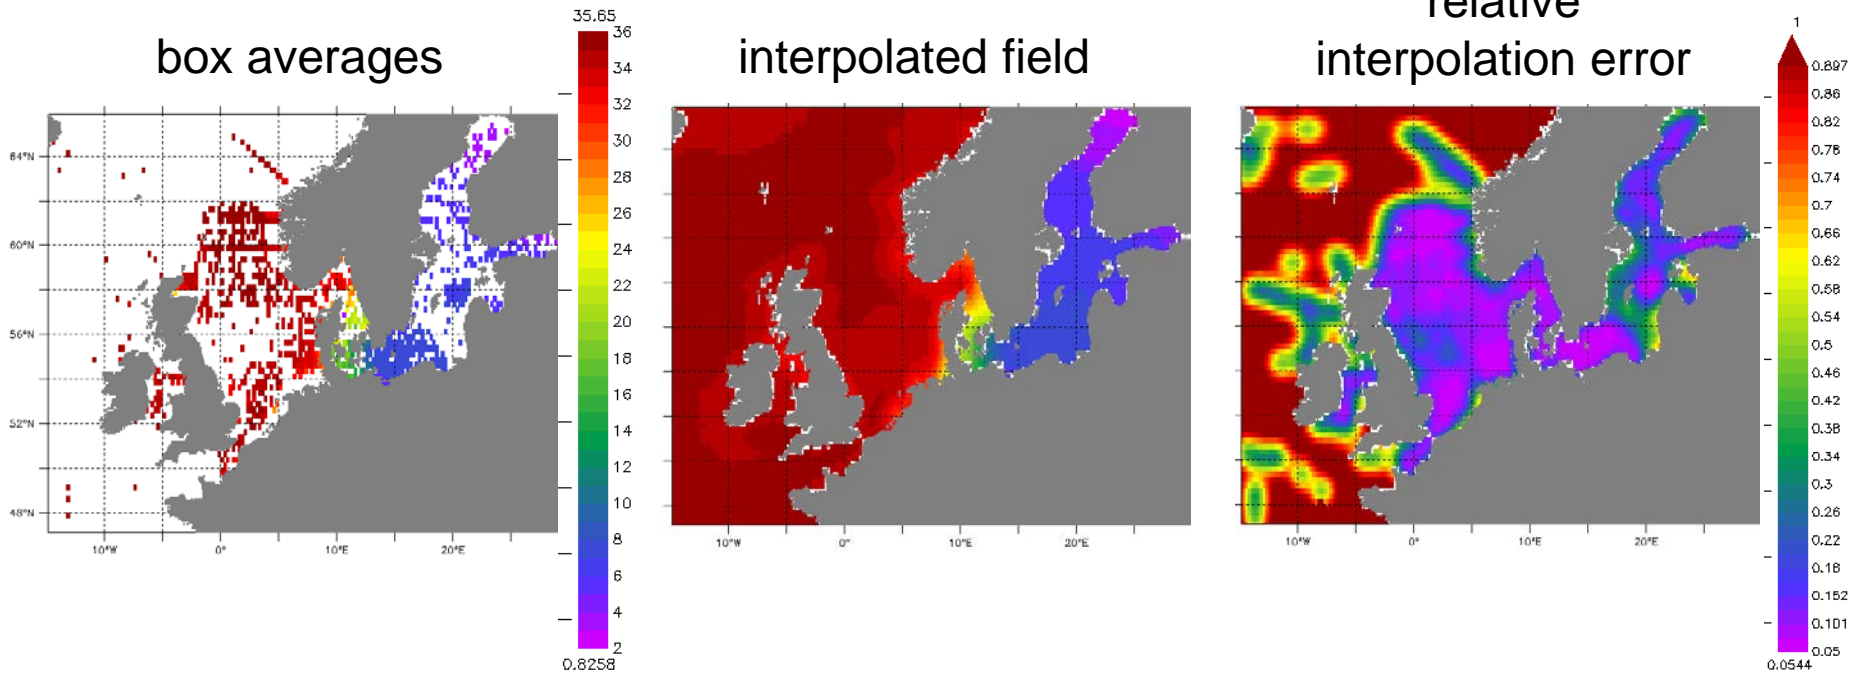 relative
box averages
interpolated field
interpolation error
35.65
36
34
32
30
28
26
24
22
20
18
16
14
12
10
8
6
4
2
0.8258
64°N
60°N
56°N
52°N
48°N
10°W
0°
10°E
20°E
10°W
0°
10°E
20°E
10°W
0°
10°E
20°E
1
0.897
0.86
0.82
0.78
0.74
0.7
0.66
0.62
0.58
0.54
0.5
0.46
0.42
0.38
0.34
0.3
0.26
0.22
0.18
0.152
0.101
0.05
0.0544